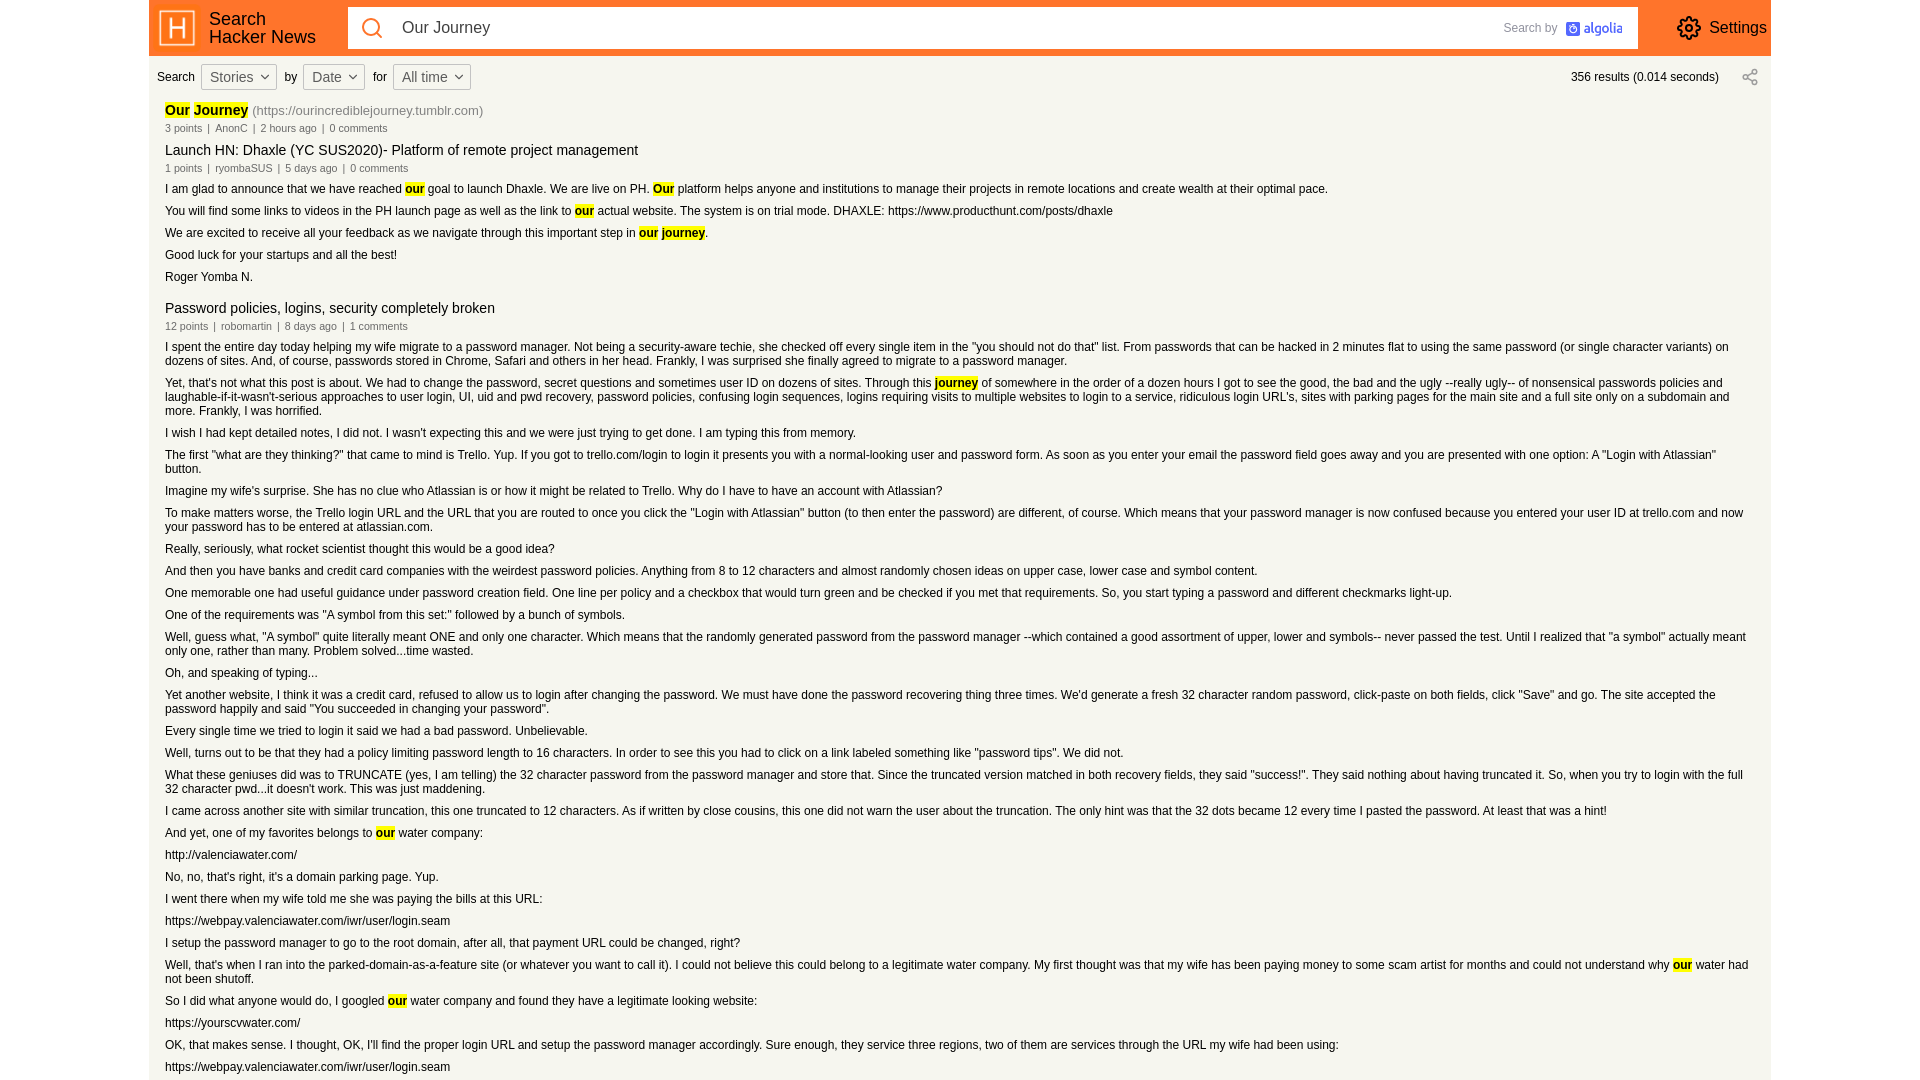 H
Search
Hacker News
Our Journey
Search by algolia
Settings
Search Stories by Date for All time 356 results (0.014 seconds)
Our Journey (https://ourincrediblejourney.tumblr.com)
3 points | AnonC | 2 hours ago | 0 comments
Launch HN: Dhaxle (YC SUS2020)- Platform of remote project management
1 points | ryombaSUS | 5 days ago | 0 comments
I am glad to announce that we have reached our goal to launch Dhaxle. We are live on PH. Our platform helps anyone and institutions to manage their projects in remote locations and create wealth at their optimal pace.
You will find some links to videos in the PH launch page as well as the link to our actual website. The system is on trial mode. DHAXLE: https://www.producthunt.com/posts/dhaxle
We are excited to receive all your feedback as we navigate through this important step in our journey.
Good luck for your startups and all the best!
Roger Yomba N.
Password policies, logins, security completely broken
12 points | robomartin | 8 days ago | 1 comments
I spent the entire day today helping my wife migrate to a password manager. Not being a security-aware techie, she checked off every single item in the "you should not do that" list. From passwords that can be hacked in 2 minutes flat to using the same password (or single character variants) on
dozens of sites. And, of course, passwords stored in Chrome, Safari and others in her head. Frankly, I was surprised she finally agreed to migrate to a password manager.
Yet, that's not what this post is about. We had to change the password, secret questions and sometimes user ID on dozens of sites. Through this journey of somewhere in the order of a dozen hours I got to see the good, the bad and the ugly --really ugly-- of nonsensical passwords policies and
laughable-if-it-wasn't-serious approaches to user login, UI, uid and pwd recovery, password policies, confusing login sequences, logins requiring visits to multiple websites to login to a service, ridiculous login URL's, sites with parking pages for the main site and a full site only on a subdomain and
more. Frankly, I was horrified.
I wish I had kept detailed notes, I did not. I wasn't expecting this and we were just trying to get done. I am typing this from memory.
The first "what are they thinking?" that came to mind is Trello. Yup. If you got to trello.com/login to login it presents you with a normal-looking user and password form. As soon as you enter your email the password field goes away and you are presented with one option: A "Login with Atlassian"
button.
Imagine my wife's surprise. She has no clue who Atlassian is or how it might be related to Trello. Why do I have to have an account with Atlassian?
To make matters worse, the Trello login URL and the URL that you are routed to once you click the "Login with Atlassian" button (to then enter the password) are different, of course. Which means that your password manager is now confused because you entered your user ID at trello.com and now
your password has to be entered at atlassian.com.
Really, seriously, what rocket scientist thought this would be a good idea?
And then you have banks and credit card companies with the weirdest password policies. Anything from 8 to 12 characters and almost randomly chosen ideas on upper case, lower case and symbol content.
One memorable one had useful guidance under password creation field. One line per policy and a checkbox that would turn green and be checked if you met that requirements. So, you start typing a password and different checkmarks light-up.
One of the requirements was "A symbol from this set:" followed by a bunch of symbols.
Well, guess what, "A symbol" quite literally meant ONE and only one character. Which means that the randomly generated password from the password manager --which contained a good assortment of upper, lower and symbols-- never passed the test. Until I realized that "a symbol" actually meant
only one, rather than many. Problem solved...time wasted.
Oh, and speaking of typing...
Yet another website, I think it was a credit card, refused to allow us to login after changing the password. We must have done the password recovering thing three times. We'd generate a fresh 32 character random password, click-paste on both fields, click "Save" and go. The site accepted the
password happily and said "You succeeded in changing your password".
Every single time we tried to login it said we had a bad password. Unbelievable.
Well, turns out to be that they had a policy limiting password length to 16 characters. In order to see this you had to click on a link labeled something like "password tips". We did not.
What these geniuses did was to TRUNCATE (yes, I am telling) the 32 character password from the password manager and store that. Since the truncated version matched in both recovery fields, they said "success!". They said nothing about having truncated it. So, when you try to login with the full
32 character pwd...it doesn't work. This was just maddening.
I came across another site with similar truncation, this one truncated to 12 characters. As if written by close cousins, this one did not warn the user about the truncation. The only hint was that the 32 dots became 12 every time I pasted the password. At least that was a hint!
And yet, one of my favorites belongs to our water company:
http://valenciawater.com/
No, no, that's right, it's a domain parking page. Yup.
I went there when my wife told me she was paying the bills at this URL:
https://webpay.valenciawater.com/iwr/user/login.seam
I setup the password manager to go to the root domain, after all, that payment URL could be changed, right?
Well, that's when I ran into the parked-domain-as-a-feature site (or whatever you want to call it). I could not believe this could belong to a legitimate water company. My first thought was that my wife has been paying money to some scam artist for months and could not understand why our water had
not been shutoff.
So I did what anyone would do, I googled our water company and found they have a legitimate looking website:
https://yourscvwater.com/
OK, that makes sense. I thought, OK, I'll find the proper login URL and setup the password manager accordingly. Sure enough, they service three regions, two of them are services through the URL my wife had been using:
https://webpay.valenciawater.com/iwr/user/login.seam